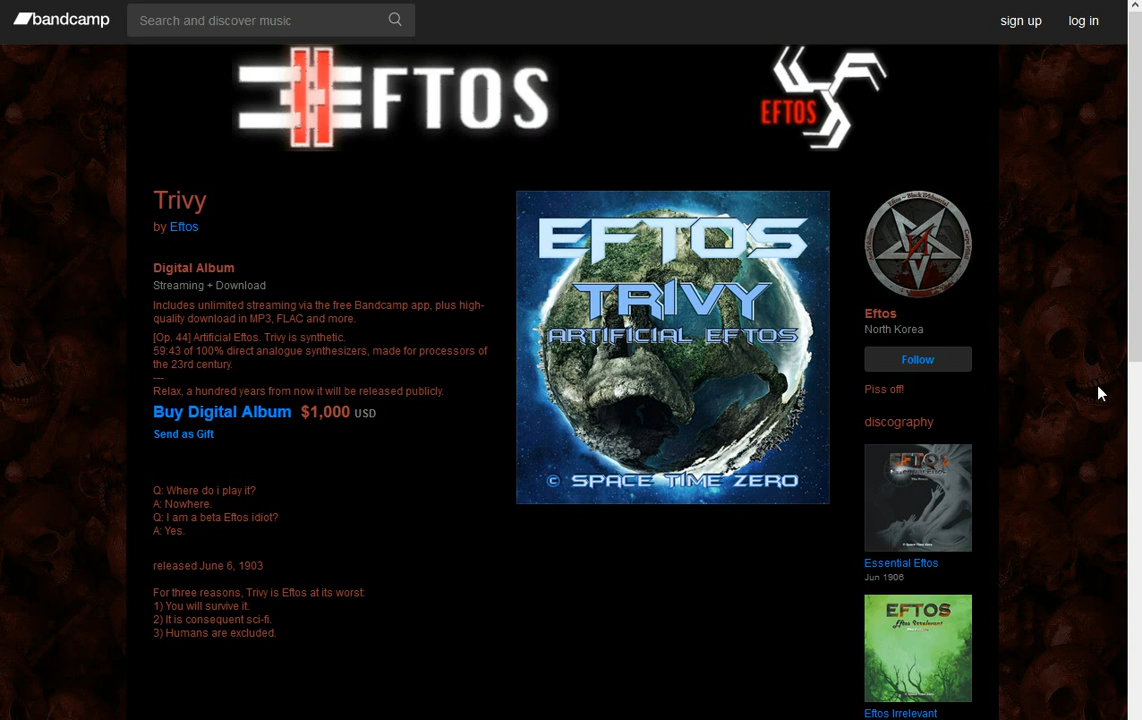 bandcamp
Search and discover music
sign up
log in
EFTOS
EFTOS
Trivy
by Eftos
Digital Album
Streaming + Download
Includes unlimited streaming via the free Bandcamp app, plus high-
quality download in MP3, FLAC and more.
[Op. 44] Artificial Eftos. Trivy is synthetic.
59:43 of 100% direct analogue synthesizers, made for processors of
the 23rd century.
—
Relax, a hundred years from now it will be released publicly.
Buy Digital Album $1,000 USD
Send as Gift
Q: Where do i play it?
A: Nowhere.
Q: I am a beta Eftos idiot?
A: Yes.
released June 6, 1903
For three reasons, Trivy is Eftos at its worst:
1) You will survive it.
2) It is consequent sci-fi.
3) Humans are excluded.
EFTOS
TRIVY
ARTIFICIAL EFTOS
© SPACE TIME ZERO
Eftos
North Korea
Follow
Piss off!
discography
EFTOS
Essential Eftos
Jun 1906
EFTOS
Eftos Irrelevant
Eftos Irrelevant